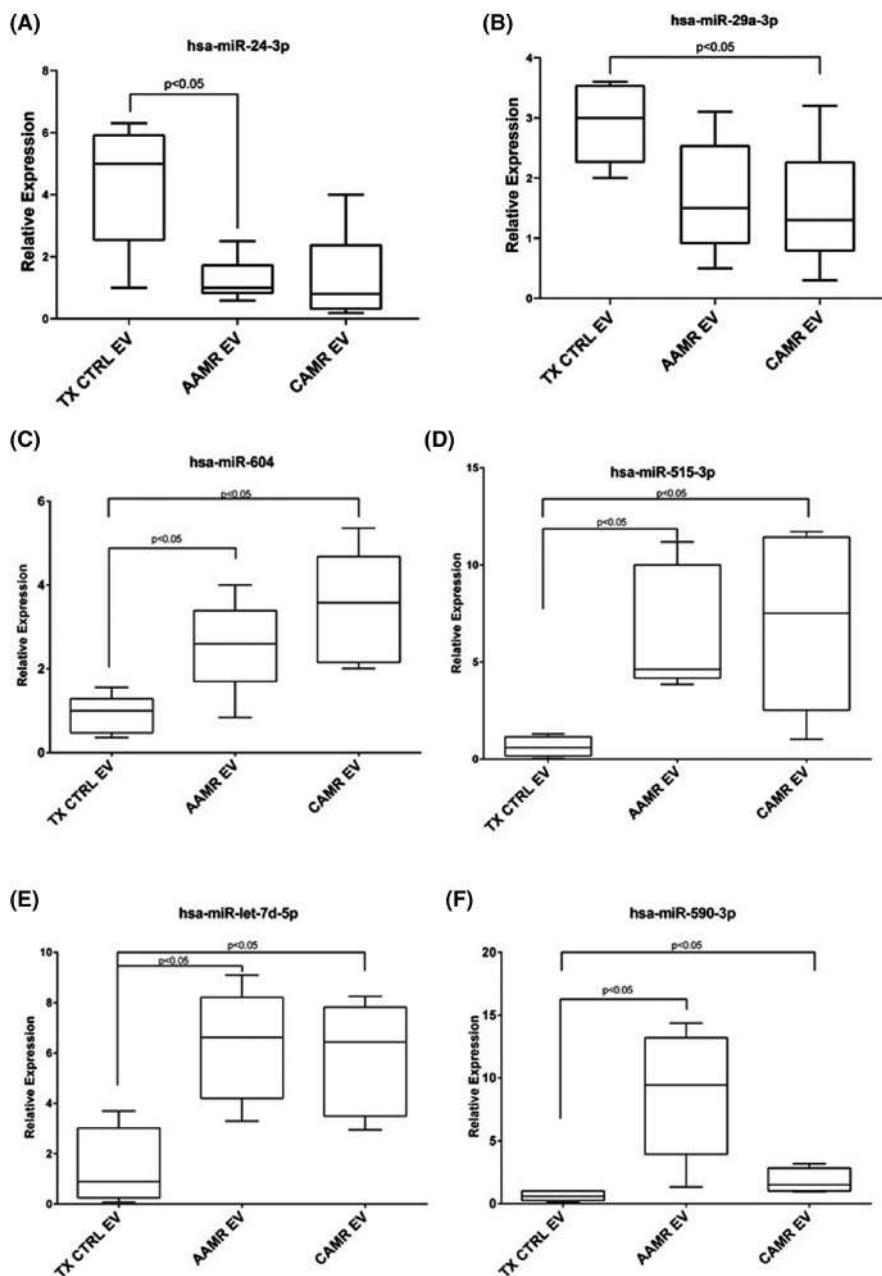 (A)
hsa-miR-24-3p
p<0.05
Relative Expression
8
6
4
2
0
TX CTRL EV
AAMR EV
CAMR EV
(B)
hsa-miR-29a-3p
p<0.05
Relative Expression
4
3
2
1
0
TX CTRL EV
AAMR EV
CAMR EV
(C)
hsa-miR-604
p<0.05
p<0.05
Relative Expression
6
4
2
0
TX CTRL EV
AAMR EV
CAMR EV
(D)
hsa-miR-515-3p
p<0.05
p<0.05
Relative Expression
15
10
5
0
TX CTRL EV
AAMR EV
CAMR EV
(E)
hsa-miR-let-7d-5p
p<0.05
p<0.05
Relative Expression
10
8
6
4
2
0
TX CTRL EV
AAMR EV
CAMR EV
(F)
hsa-miR-590-3p
p<0.05
p<0.05
Relative Expression
20
15
10
5
0
TX CTRL EV
AAMR EV
CAMR EV